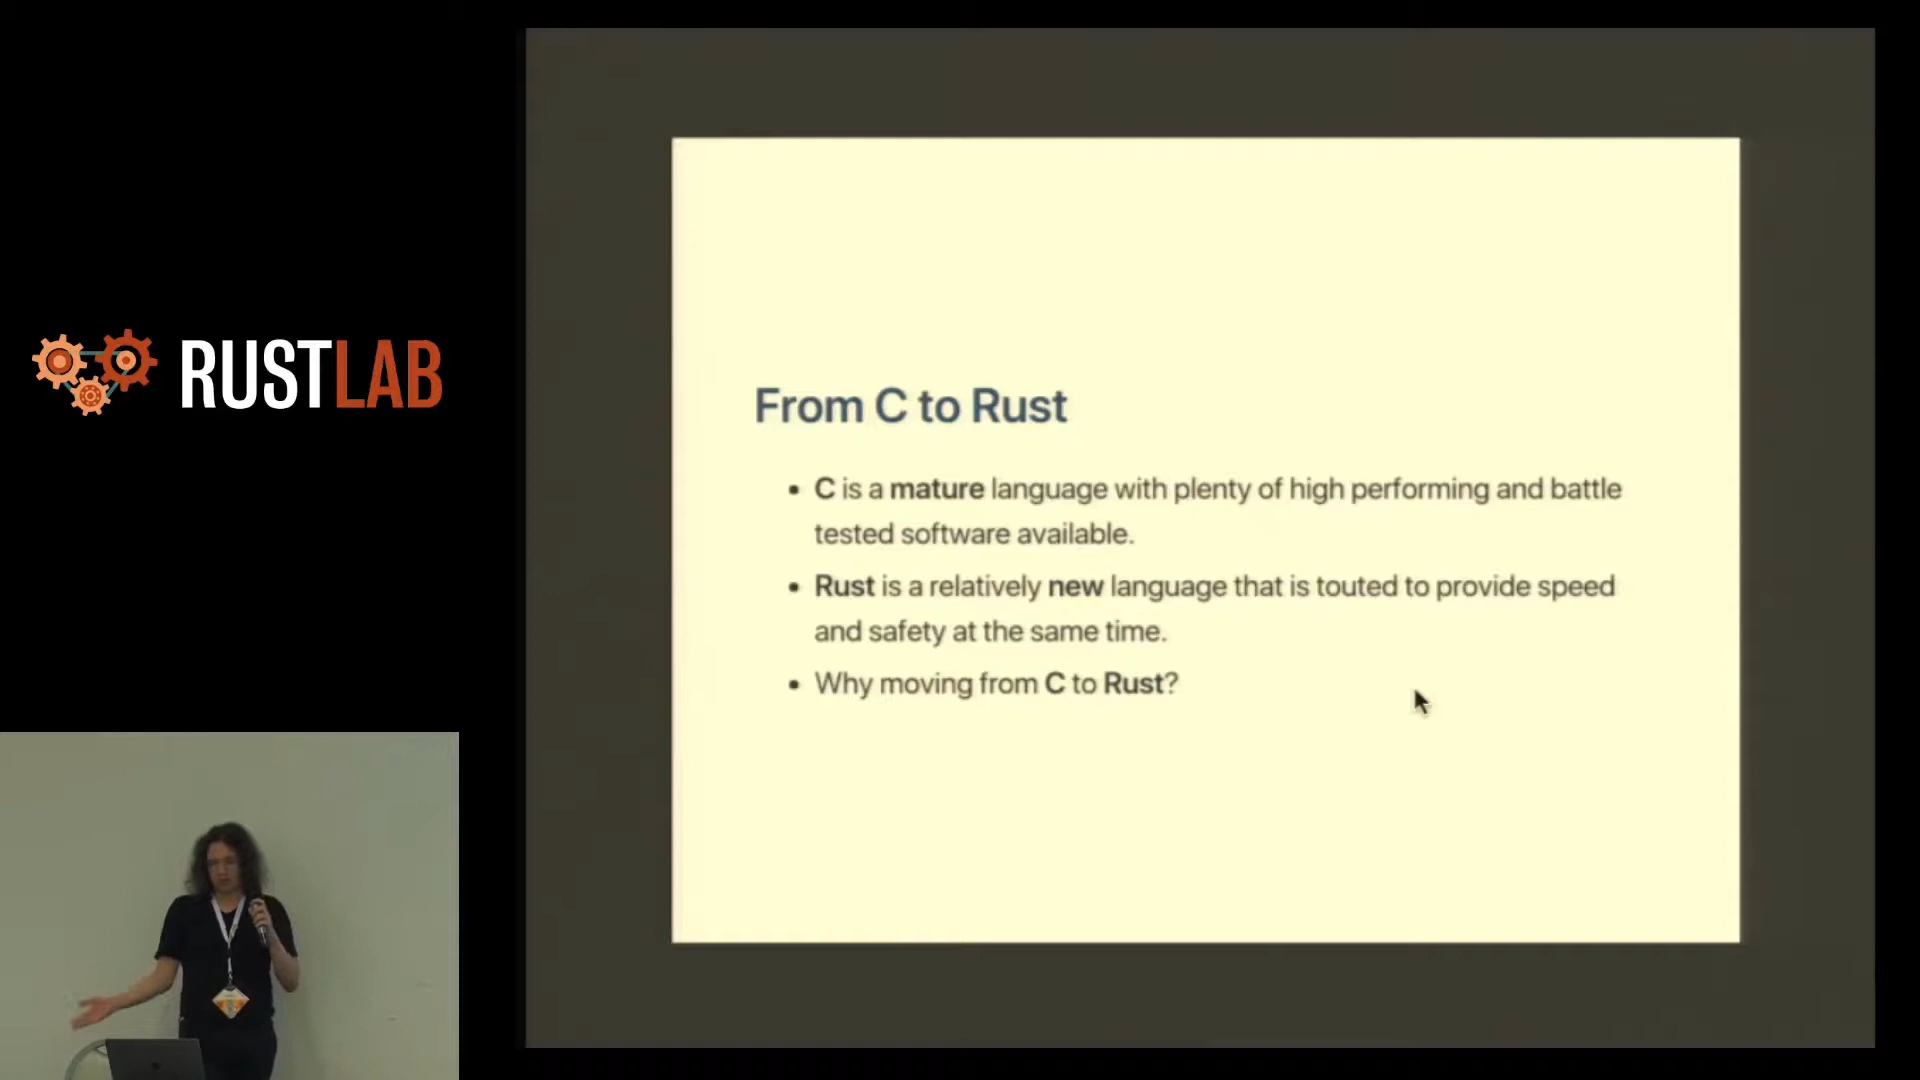 RUSTLAB
From C to Rust
• C is a mature language with plenty of high performing and battle
tested software available.
• Rust is a relatively new language that is touted to provide speed
and safety at the same time.
• Why moving from C to Rust?